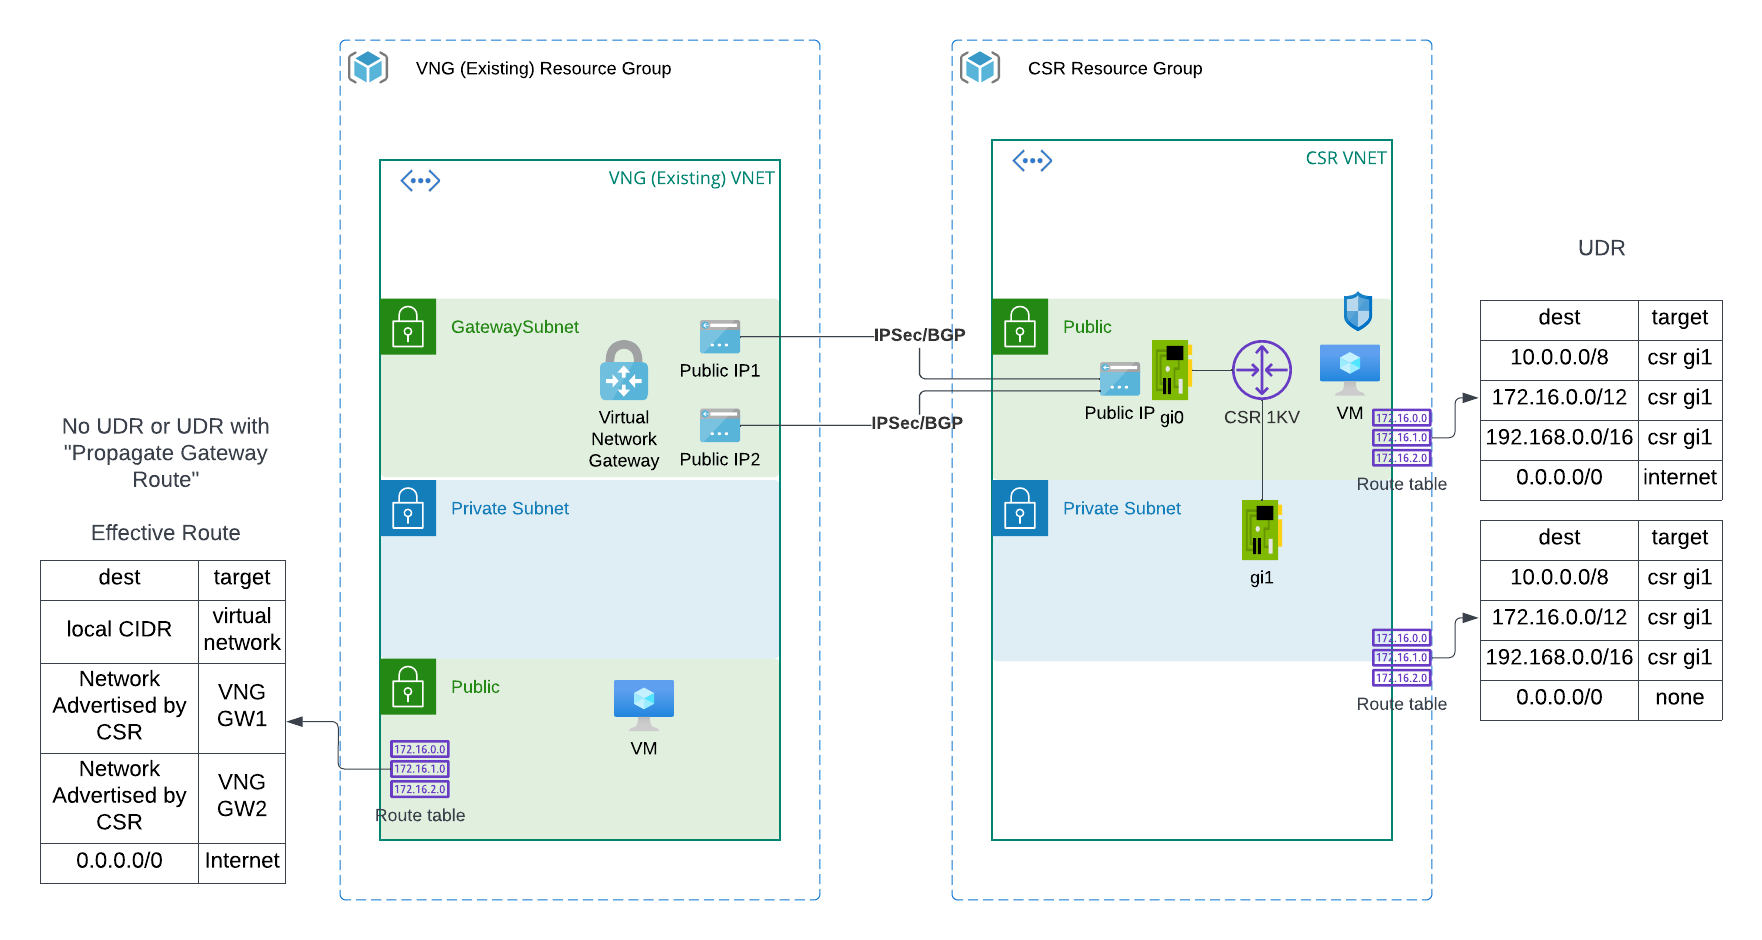 VNG (Existing) Resource Group
CSR Resource Group
VNG (Existing) VNET
CSR VNET
GatewaySubnet
Public IP1
Virtual
Network
Gateway
Public IP2
IPSec/BGP
IPSec/BGP
Private Subnet
Public
VM
172.16.0.0
172.16.1.0
172.16.2.0
Route table
Public
Public IP
gi0
CSR 1KV
VM
172.16.0.0
172.16.1.0
172.16.2.0
Route table
Private Subnet
gi1
172.16.0.0
172.16.1.0
172.16.2.0
Route table
No UDR or UDR with
"Propagate Gateway
Route"
Effective Route
dest target
local CIDR virtual
network
Network
Advertised by
CSR
VNG
GW1
Network
Advertised by
CSR
VNG
GW2
0.0.0.0/0 Internet
UDR
dest target
10.0.0.0/8 csr gi1
172.16.0.0/12 csr gi1
192.168.0.0/16 csr gi1
0.0.0.0/0 internet
dest target
10.0.0.0/8 csr gi1
172.16.0.0/12 csr gi1
192.168.0.0/16 csr gi1
0.0.0.0/0 none